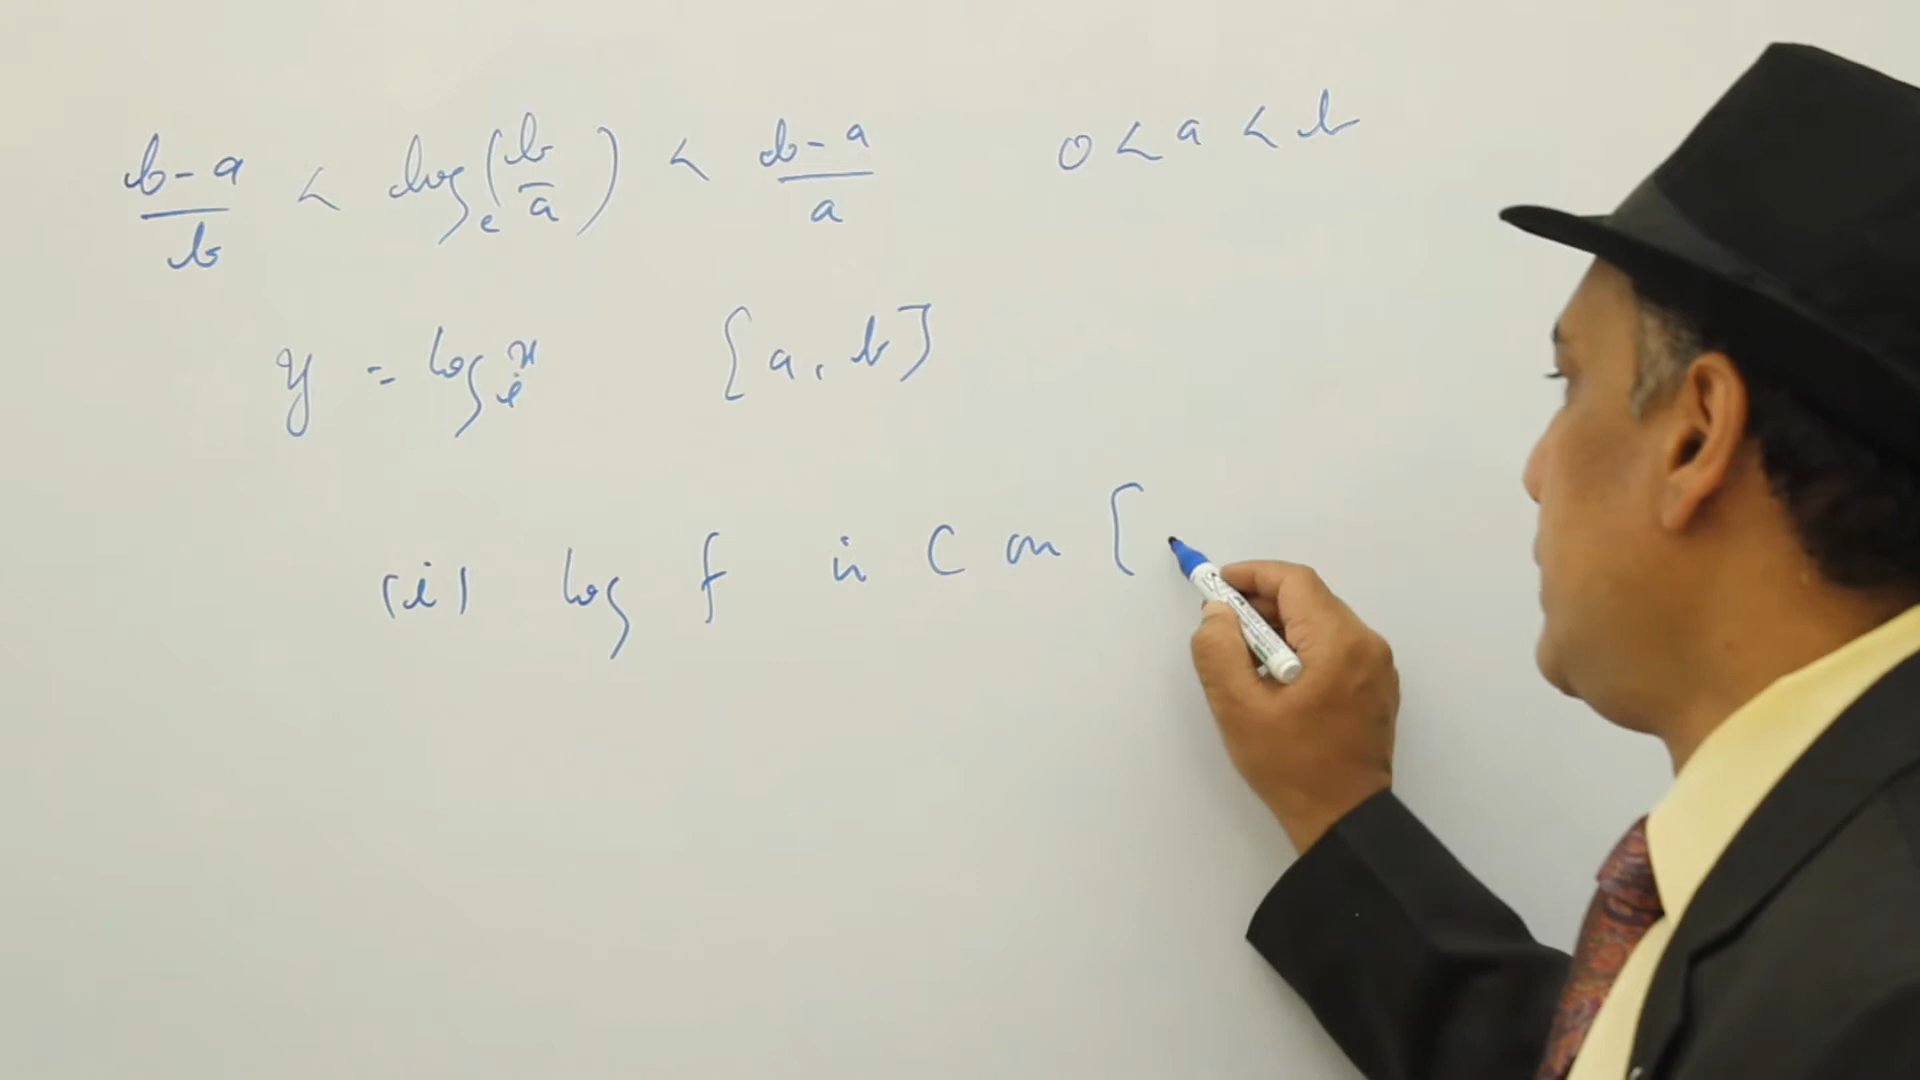 b-a/b < log_e(b/a) < b-a/a 0 < a < b
y = log_e x [a, b]
(i) log f is C on [